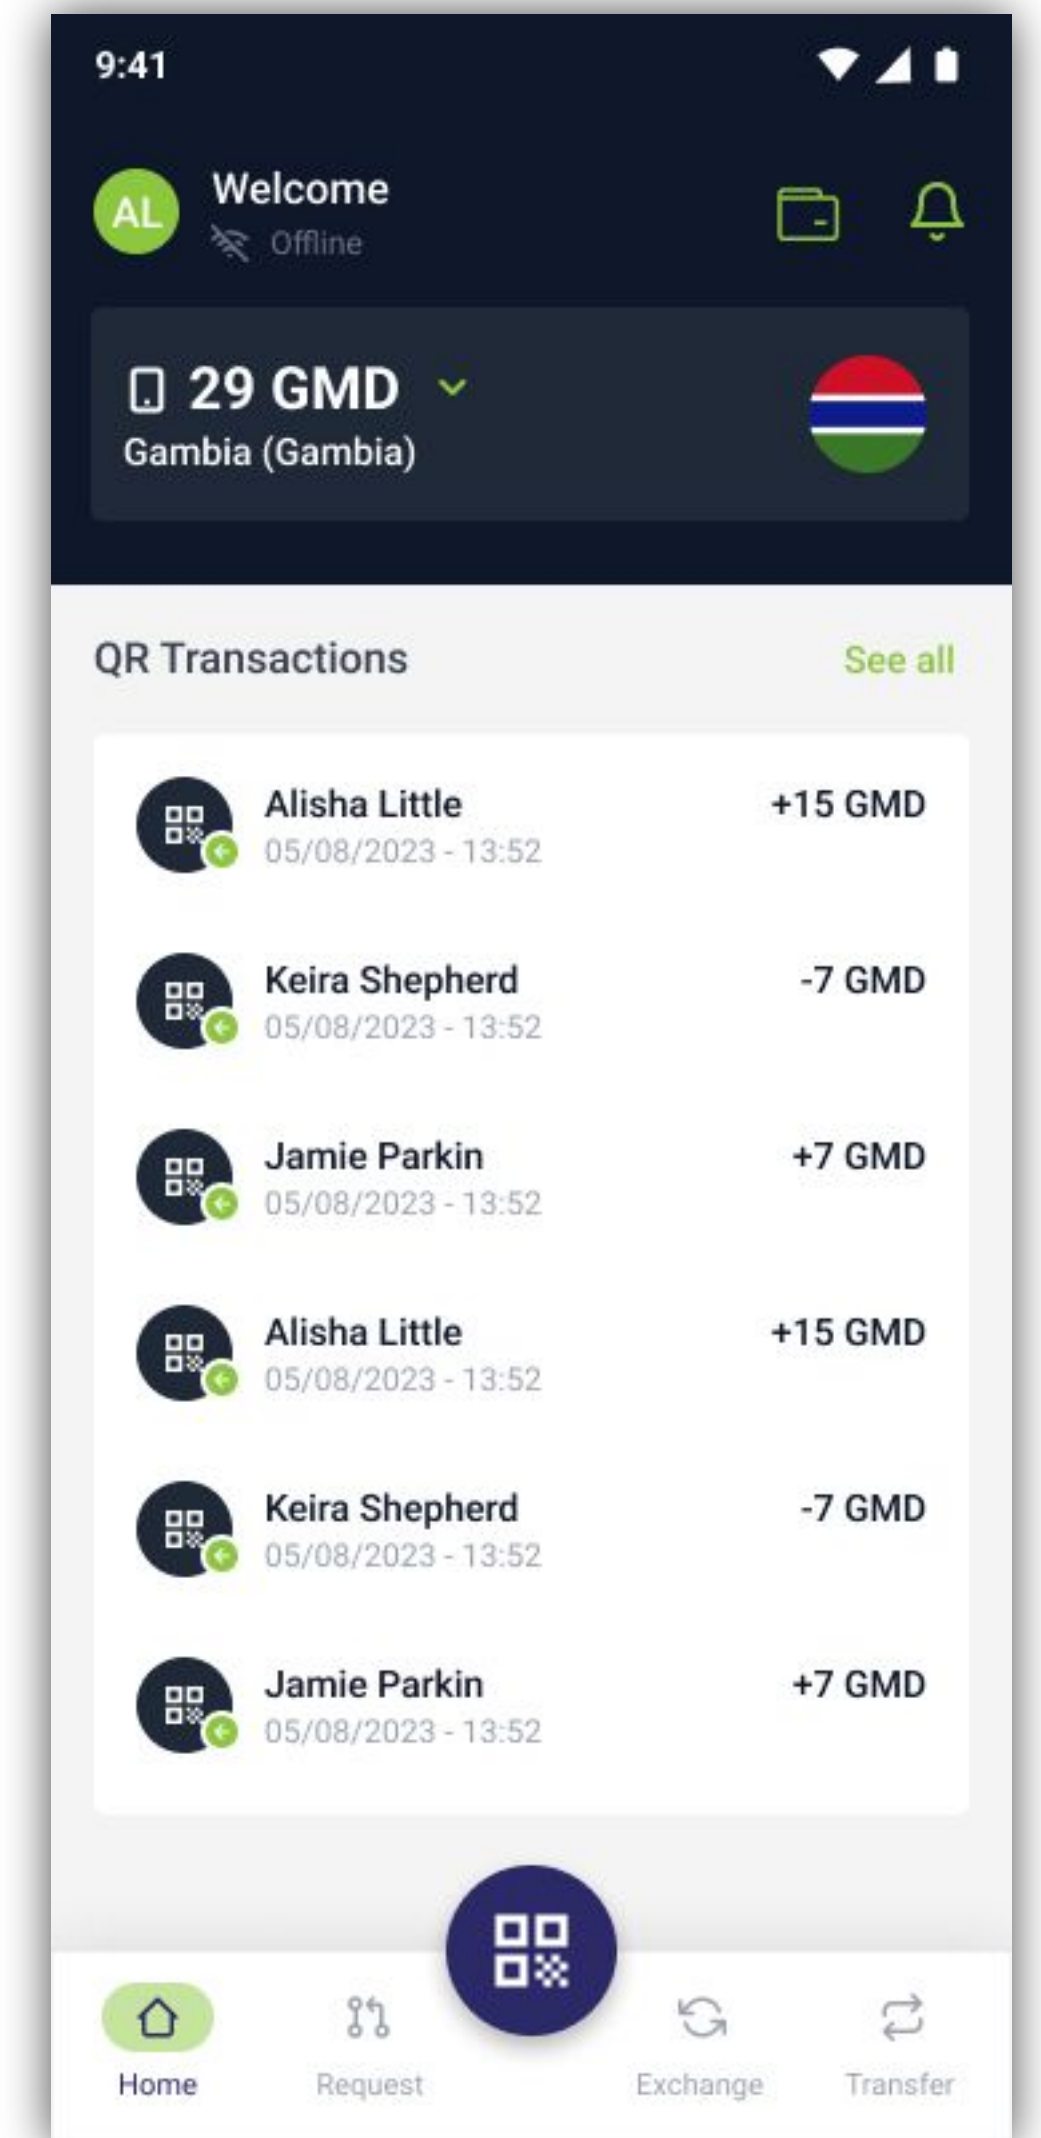 9:41
AL
Welcome
Offline
29 GMD
Gambia (Gambia)
QR Transactions
See all
Alisha Little
+15 GMD
05/08/2023 - 13:52
Keira Shepherd
-7 GMD
05/08/2023 - 13:52
Jamie Parkin
+7 GMD
05/08/2023 - 13:52
Alisha Little
+15 GMD
05/08/2023 - 13:52
Keira Shepherd
-7 GMD
05/08/2023 - 13:52
Jamie Parkin
+7 GMD
05/08/2023 - 13:52
Home
Request
Exchange
Transfer